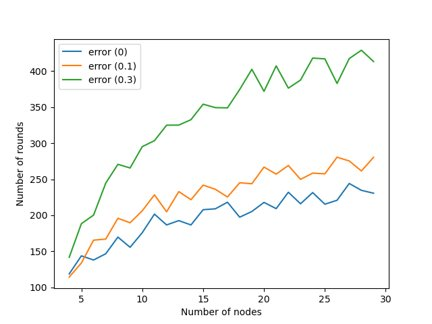 error (0)
error (0.1)
error (0.3)
400
350
300
250
200
150
100
Number of rounds
5 10 15 20 25 30
Number of nodes